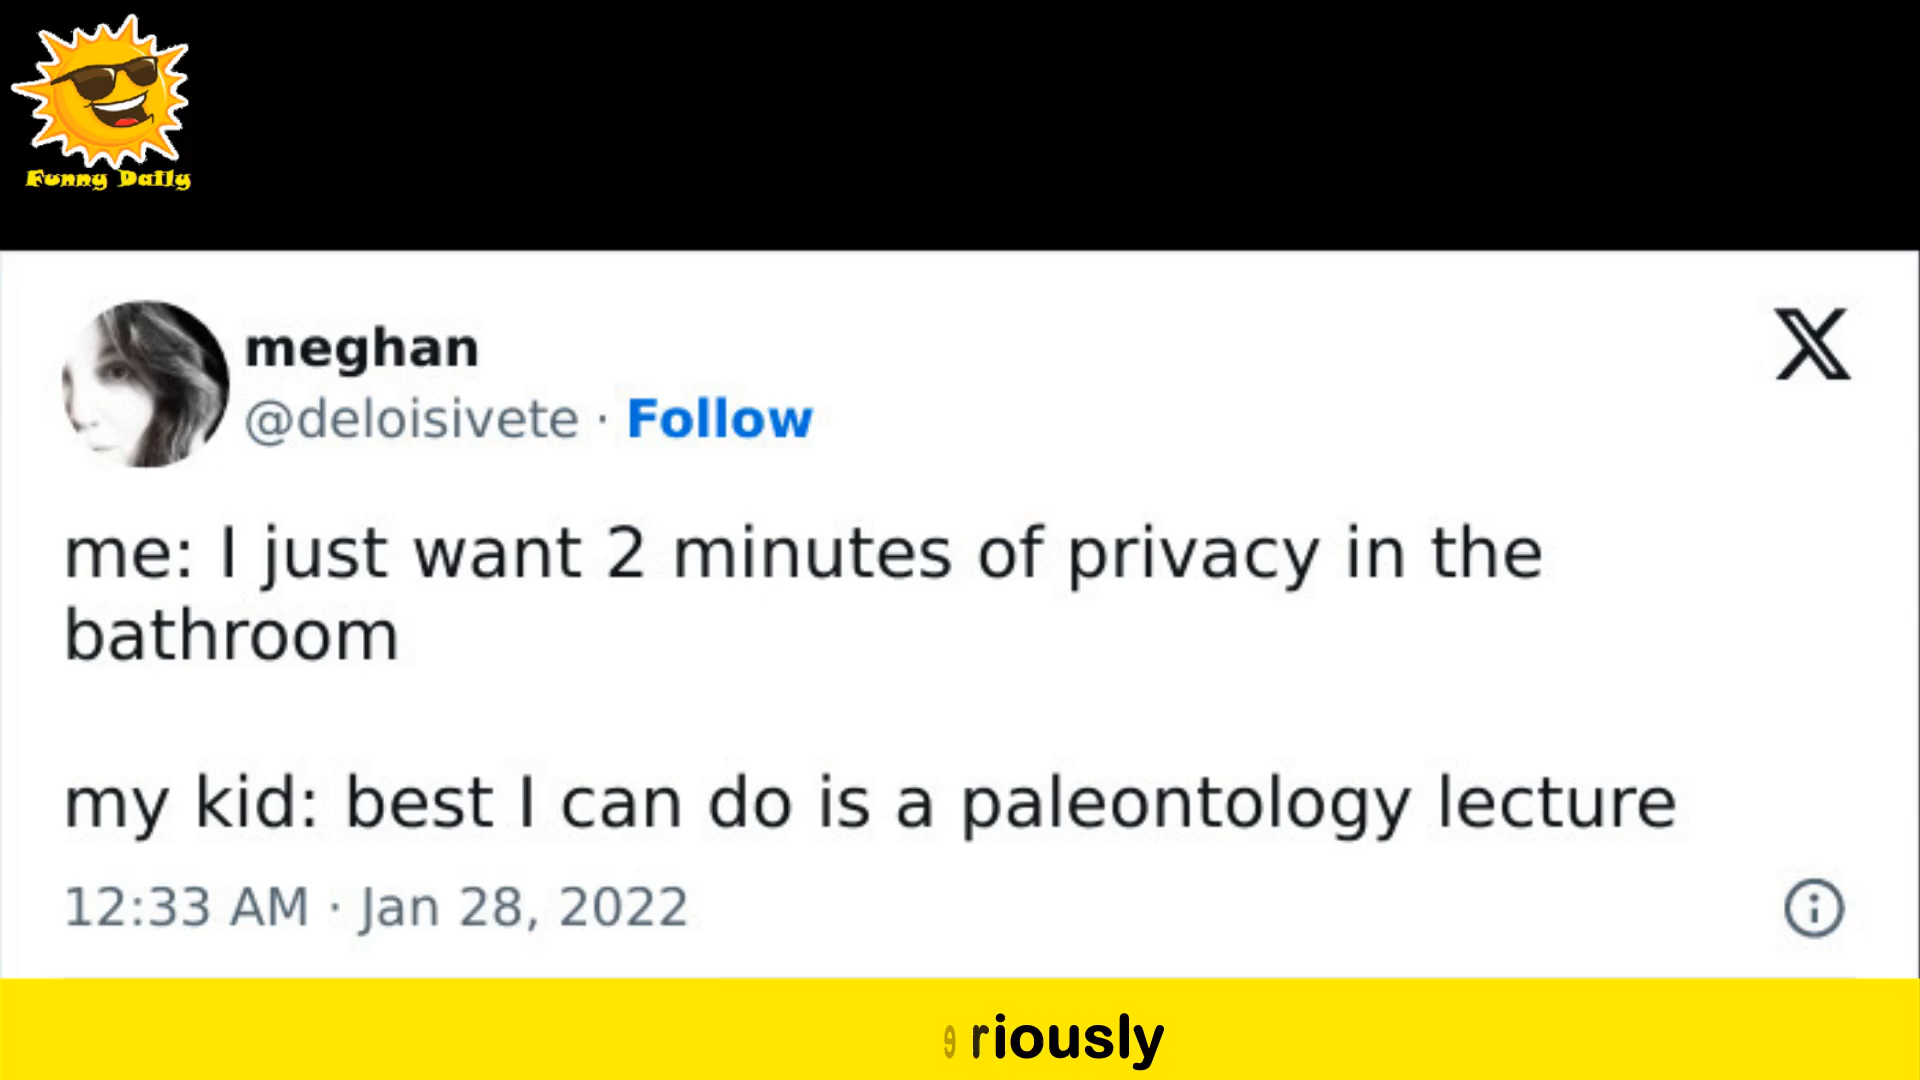 Funny Daily
meghan
@deloisivete · Follow
me: I just want 2 minutes of privacy in the
bathroom
my kid: best I can do is a paleontology lecture
12:33 AM · Jan 28, 2022
riously